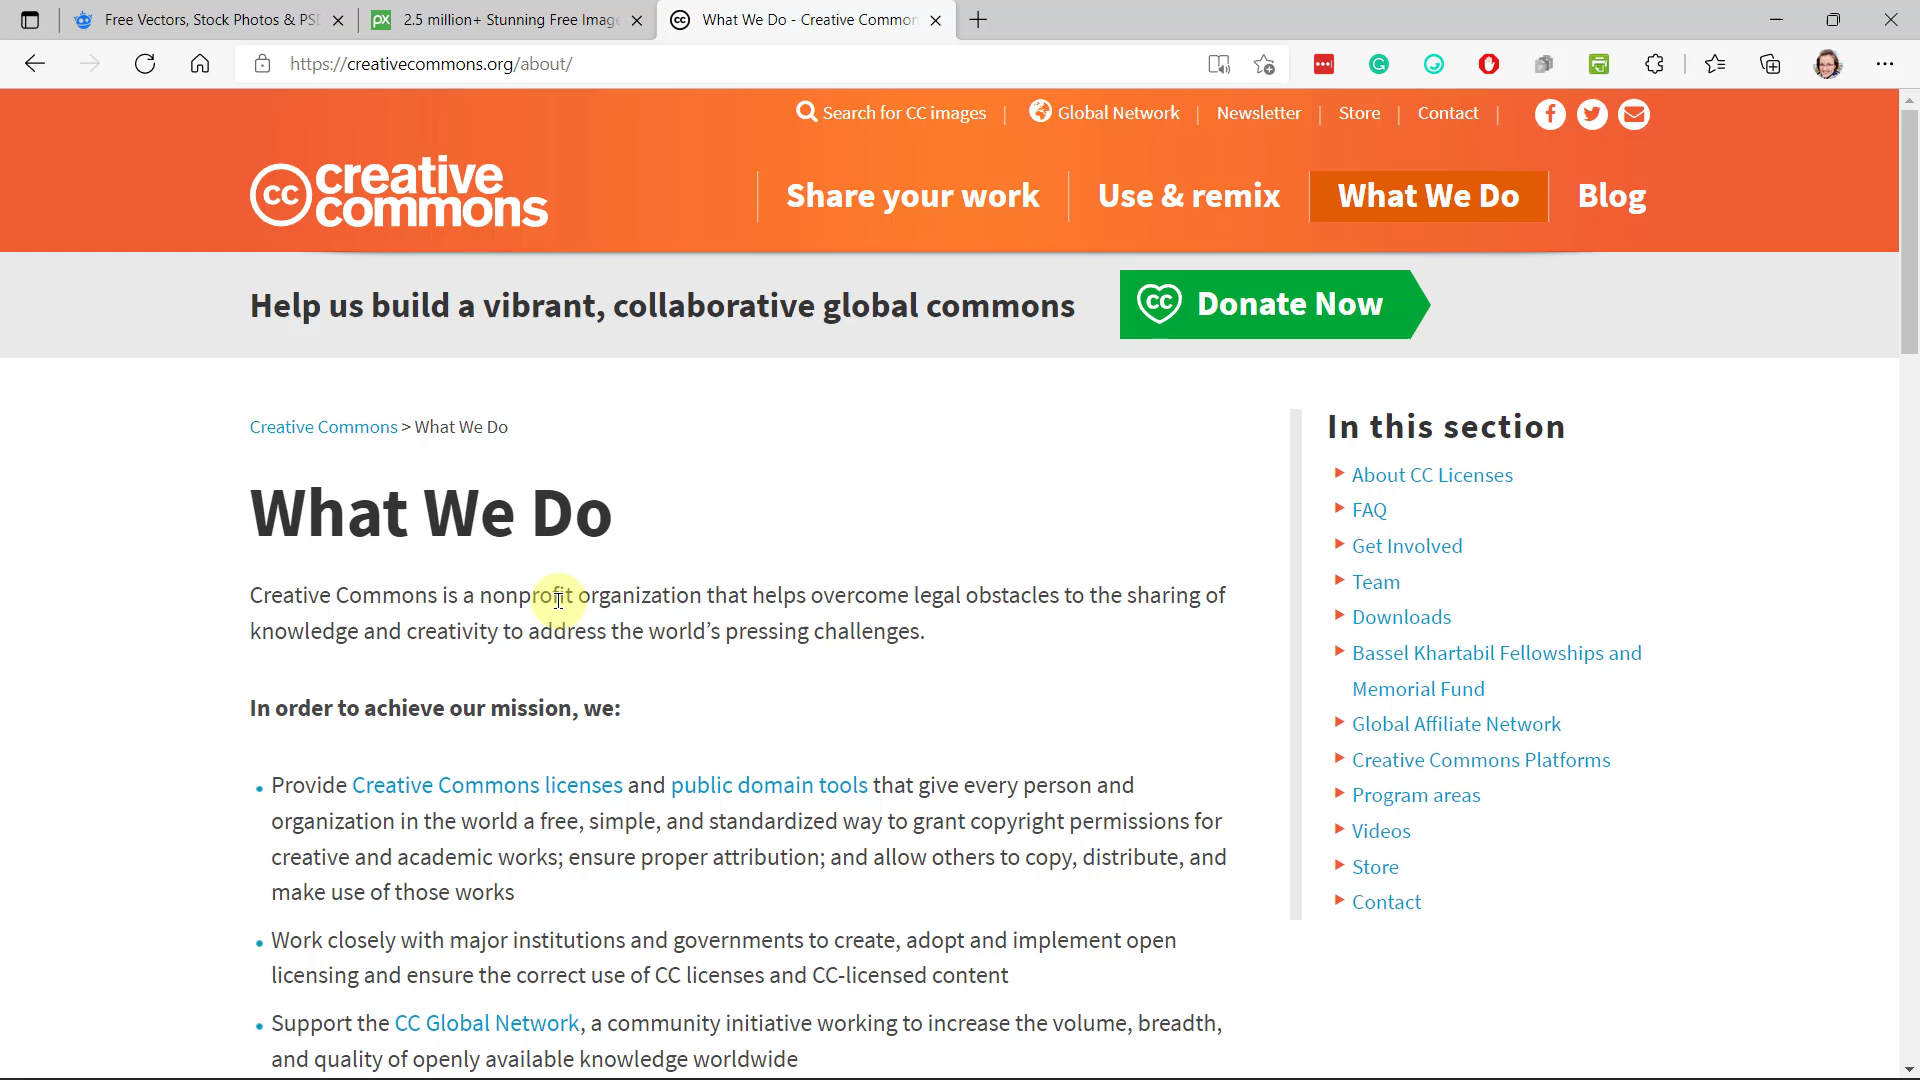 Free Vectors, Stock Photos & PSD
2.5 million+ Stunning Free Image
What We Do - Creative Common
https://creativecommons.org/about/
Search for CC images
Global Network
Newsletter
Store
Contact
cc creative commons
Share your work
Use & remix
What We Do
Blog
Help us build a vibrant, collaborative global commons
Donate Now
Creative Commons > What We Do
What We Do
Creative Commons is a nonprofit organization that helps overcome legal obstacles to the sharing of
knowledge and creativity to address the world's pressing challenges.
In order to achieve our mission, we:
Provide Creative Commons licenses and public domain tools that give every person and
organization in the world a free, simple, and standardized way to grant copyright permissions for
creative and academic works; ensure proper attribution; and allow others to copy, distribute, and
make use of those works
Work closely with major institutions and governments to create, adopt and implement open
licensing and ensure the correct use of CC licenses and CC-licensed content
Support the CC Global Network, a community initiative working to increase the volume, breadth,
and quality of openly available knowledge worldwide
In this section
About CC Licenses
FAQ
Get Involved
Team
Downloads
Bassel Khartabil Fellowships and
Memorial Fund
Global Affiliate Network
Creative Commons Platforms
Program areas
Videos
Store
Contact